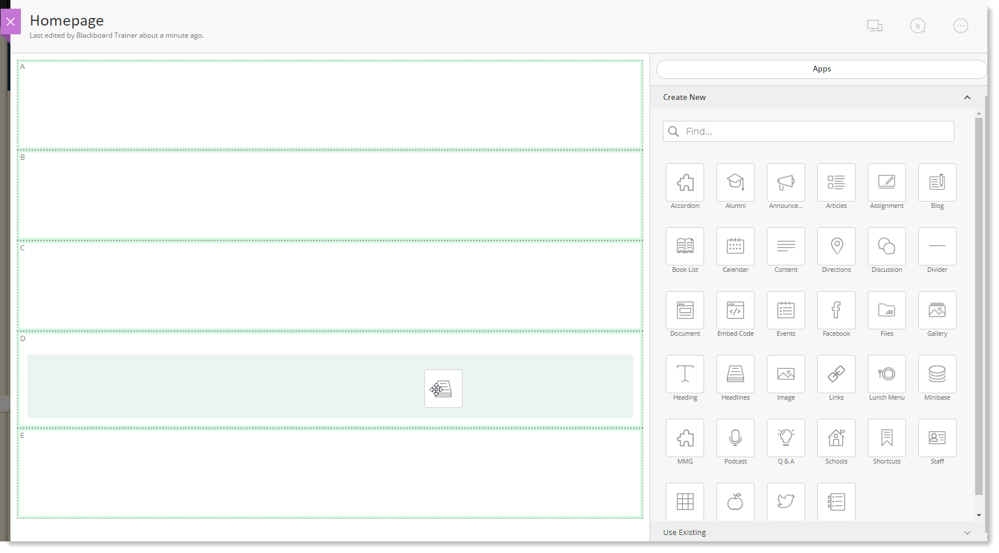 Homepage
Last edited by Blackboard Trainer about a minute ago.
0
A
B
C
D
E
Apps
Create New
Find...
Accordion Alumni Announce... Articles Assignment Blog
Book List Calendar Content Directions Discussion Divider
Document Embed Code Events Facebook Files Gallery
Heading Headlines Image Links Lunch Menu Minibase
MMG Podcast Q & A Schools Shortcuts Staff
Use Existing